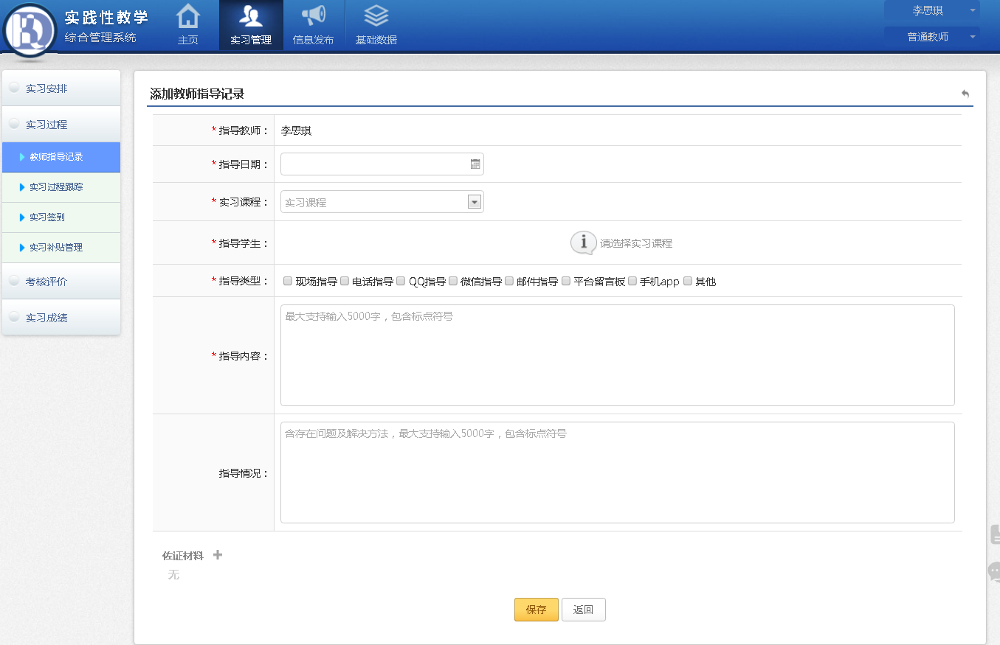 实践性教学
综合管理系统
主页
实习管理
信息发布
基础数据
李思琪
普通教师
实习安排
实习过程
教师指导记录
实习过程跟踪
实习签到
实习补贴管理
考核评价
实习成绩
添加教师指导记录
*指导教师： 李思琪
*指导日期：
*实习课程： 实习课程
*指导学生： 请选择实习课程
*指导类型： 现场指导 电话指导 QQ指导 微信指导 邮件指导 平台留言板 手机app 其他
*指导内容： 最大支持输入5000字，包含标点符号
指导情况： 含存在问题及解决方法，最大支持输入5000字，包含标点符号
佐证材料
无
保存 返回